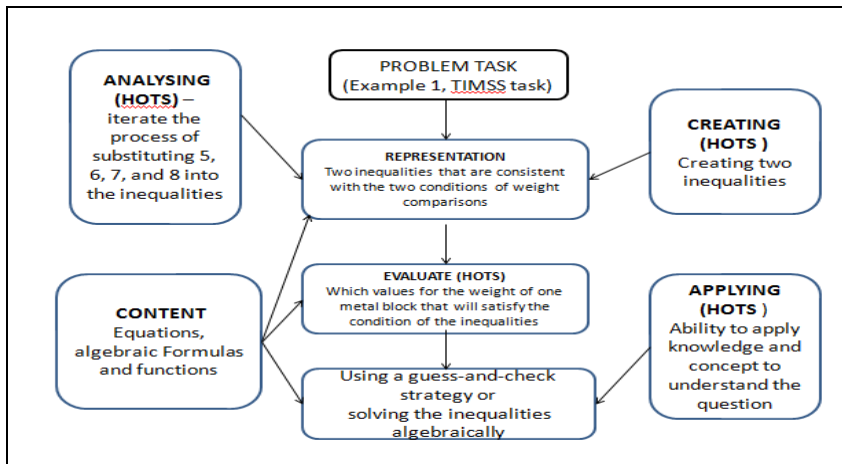 PROBLEM TASK
(Example 1, TIMSS task)
ANALYSING
(HOTS) –
iterate the
process of
substituting 5,
6, 7, and 8 into
the inequalities
REPRESENTATION
Two inequalities that are consistent
with the two conditions of weight
comparisons
CREATING
(HOTS )
Creating two
inequalities
CONTENT
Equations,
algebraic Formulas
and functions
EVALUATE (HOTS)
Which values for the weight of one
metal block that will satisfy the
condition of the inequalities
APPLYING
(HOTS )
Ability to apply
knowledge and
concept to
understand the
question
Using a guess-and-check
strategy or
solving the inequalities
algebraically